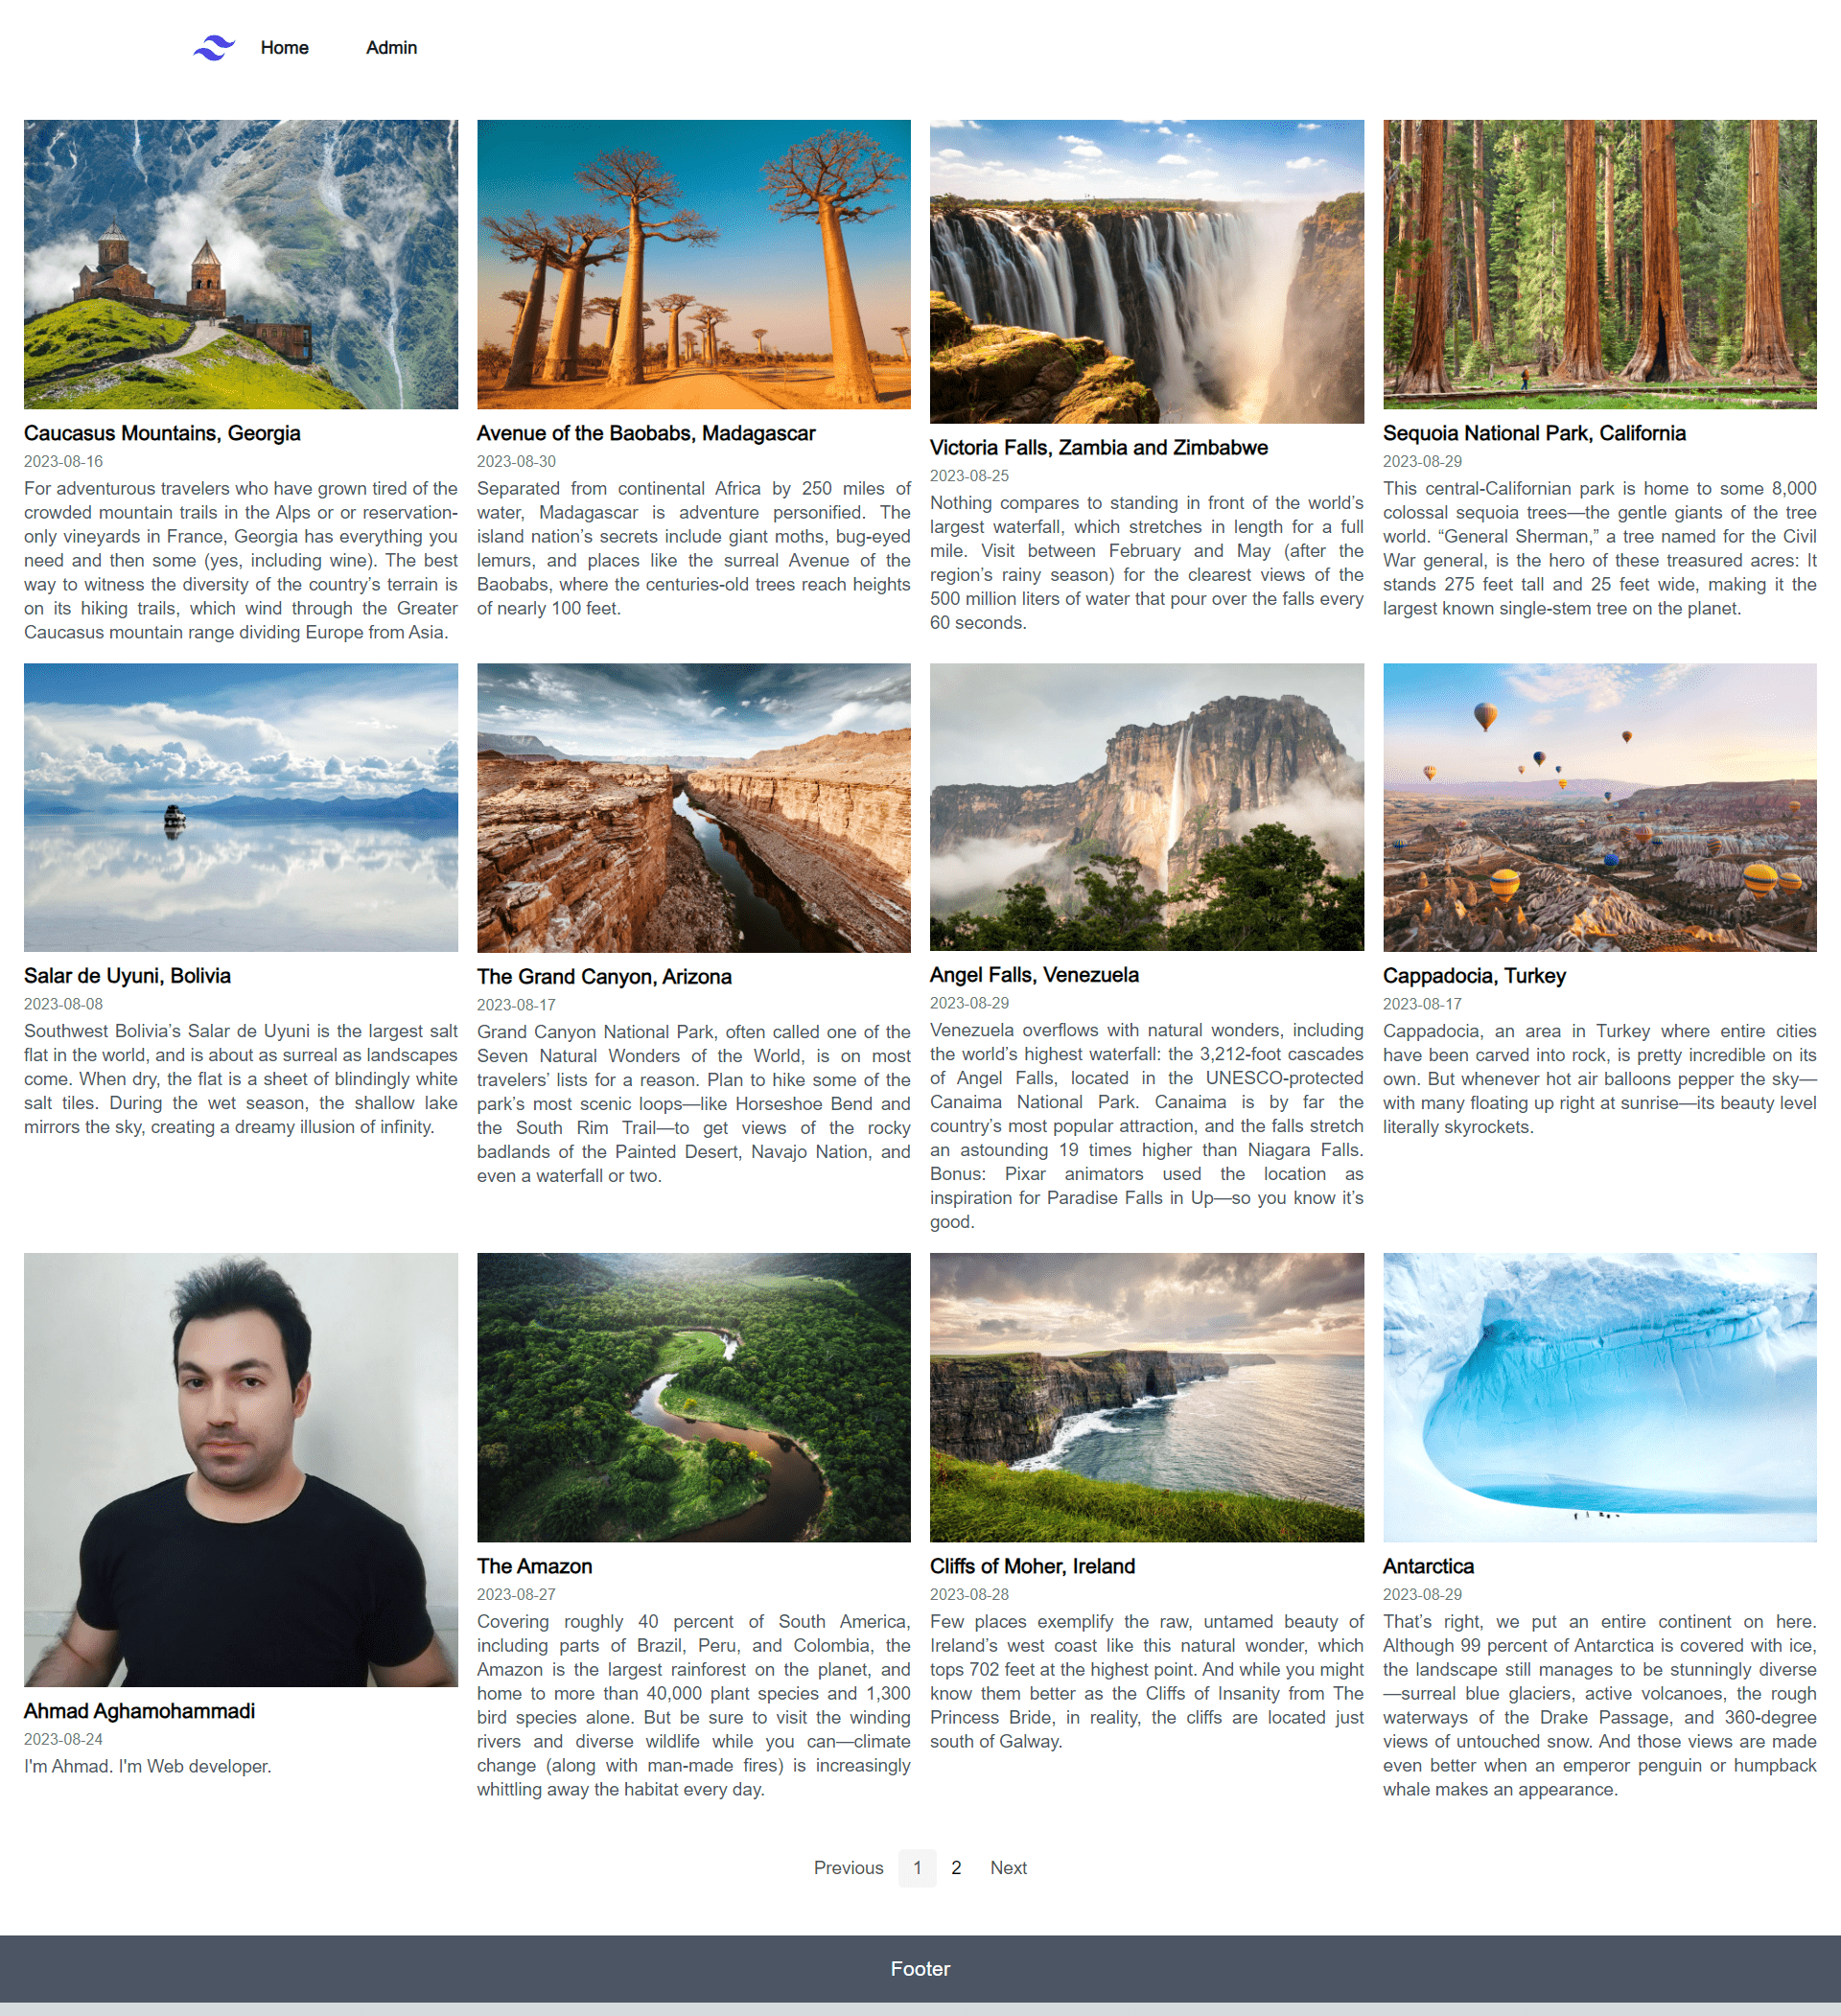 Home Admin
Caucasus Mountains, Georgia
2023-08-16
For adventurous travelers who have grown tired of the
crowded mountain trails in the Alps or or reservation-
only vineyards in France, Georgia has everything you
need and then some (yes, including wine). The best
way to witness the diversity of the country’s terrain is
on its hiking trails, which wind through the Greater
Caucasus mountain range dividing Europe from Asia.
Avenue of the Baobabs, Madagascar
2023-08-30
Separated from continental Africa by 250 miles of
water, Madagascar is adventure personified. The
island nation’s secrets include giant moths, bug-eyed
lemurs, and places like the surreal Avenue of the
Baobabs, where the centuries-old trees reach heights
of nearly 100 feet.
Victoria Falls, Zambia and Zimbabwe
2023-08-25
Nothing compares to standing in front of the world’s
largest waterfall, which stretches in length for a full
mile. Visit between February and May (after the
region’s rainy season) for the clearest views of the
500 million liters of water that pour over the falls every
60 seconds.
Sequoia National Park, California
2023-08-29
This central-Californian park is home to some 8,000
colossal sequoia trees—the gentle giants of the tree
world. “General Sherman,” a tree named for the Civil
War general, is the hero of these treasured acres: It
stands 275 feet tall and 25 feet wide, making it the
largest known single-stem tree on the planet.
Salar de Uyuni, Bolivia
2023-08-08
Southwest Bolivia’s Salar de Uyuni is the largest salt
flat in the world, and is about as surreal as landscapes
come. When dry, the flat is a sheet of blindingly white
salt tiles. During the wet season, the shallow lake
mirrors the sky, creating a dreamy illusion of infinity.
The Grand Canyon, Arizona
2023-08-17
Grand Canyon National Park, often called one of the
Seven Natural Wonders of the World, is on most
travelers’ lists for a reason. Plan to hike some of the
park’s most scenic loops—like Horseshoe Bend and
the South Rim Trail—to get views of the rocky
badlands of the Painted Desert, Navajo Nation, and
even a waterfall or two.
Angel Falls, Venezuela
2023-08-29
Venezuela overflows with natural wonders, including
the world’s highest waterfall: the 3,212-foot cascades
of Angel Falls, located in the UNESCO-protected
Canaima National Park. Canaima is by far the
country’s most popular attraction, and the falls stretch
an astounding 19 times higher than Niagara Falls.
Bonus: Pixar animators used the location as
inspiration for Paradise Falls in Up—so you know it’s
good.
Cappadocia, Turkey
2023-08-17
Cappadocia, an area in Turkey where entire cities
have been carved into rock, is pretty incredible on its
own. But whenever hot air balloons pepper the sky—
with many floating up right at sunrise—its beauty level
literally skyrockets.
Ahmad Aghamohammadi
2023-08-24
I'm Ahmad. I'm Web developer.
The Amazon
2023-08-27
Covering roughly 40 percent of South America,
including parts of Brazil, Peru, and Colombia, the
Amazon is the largest rainforest on the planet, and
home to more than 40,000 plant species and 1,300
bird species alone. But be sure to visit the winding
rivers and diverse wildlife while you can—climate
change (along with man-made fires) is increasingly
whittling away the habitat every day.
Cliffs of Moher, Ireland
2023-08-28
Few places exemplify the raw, untamed beauty of
Ireland’s west coast like this natural wonder, which
tops 702 feet at the highest point. And while you might
know them better as the Cliffs of Insanity from The
Princess Bride, in reality, the cliffs are located just
south of Galway.
Antarctica
2023-08-29
That’s right, we put an entire continent on here.
Although 99 percent of Antarctica is covered with ice,
the landscape still manages to be stunningly diverse
—surreal blue glaciers, active volcanoes, the rough
waterways of the Drake Passage, and 360-degree
views of untouched snow. And those views are made
even better when an emperor penguin or humpback
whale makes an appearance.
Previous 1 2 Next
Footer